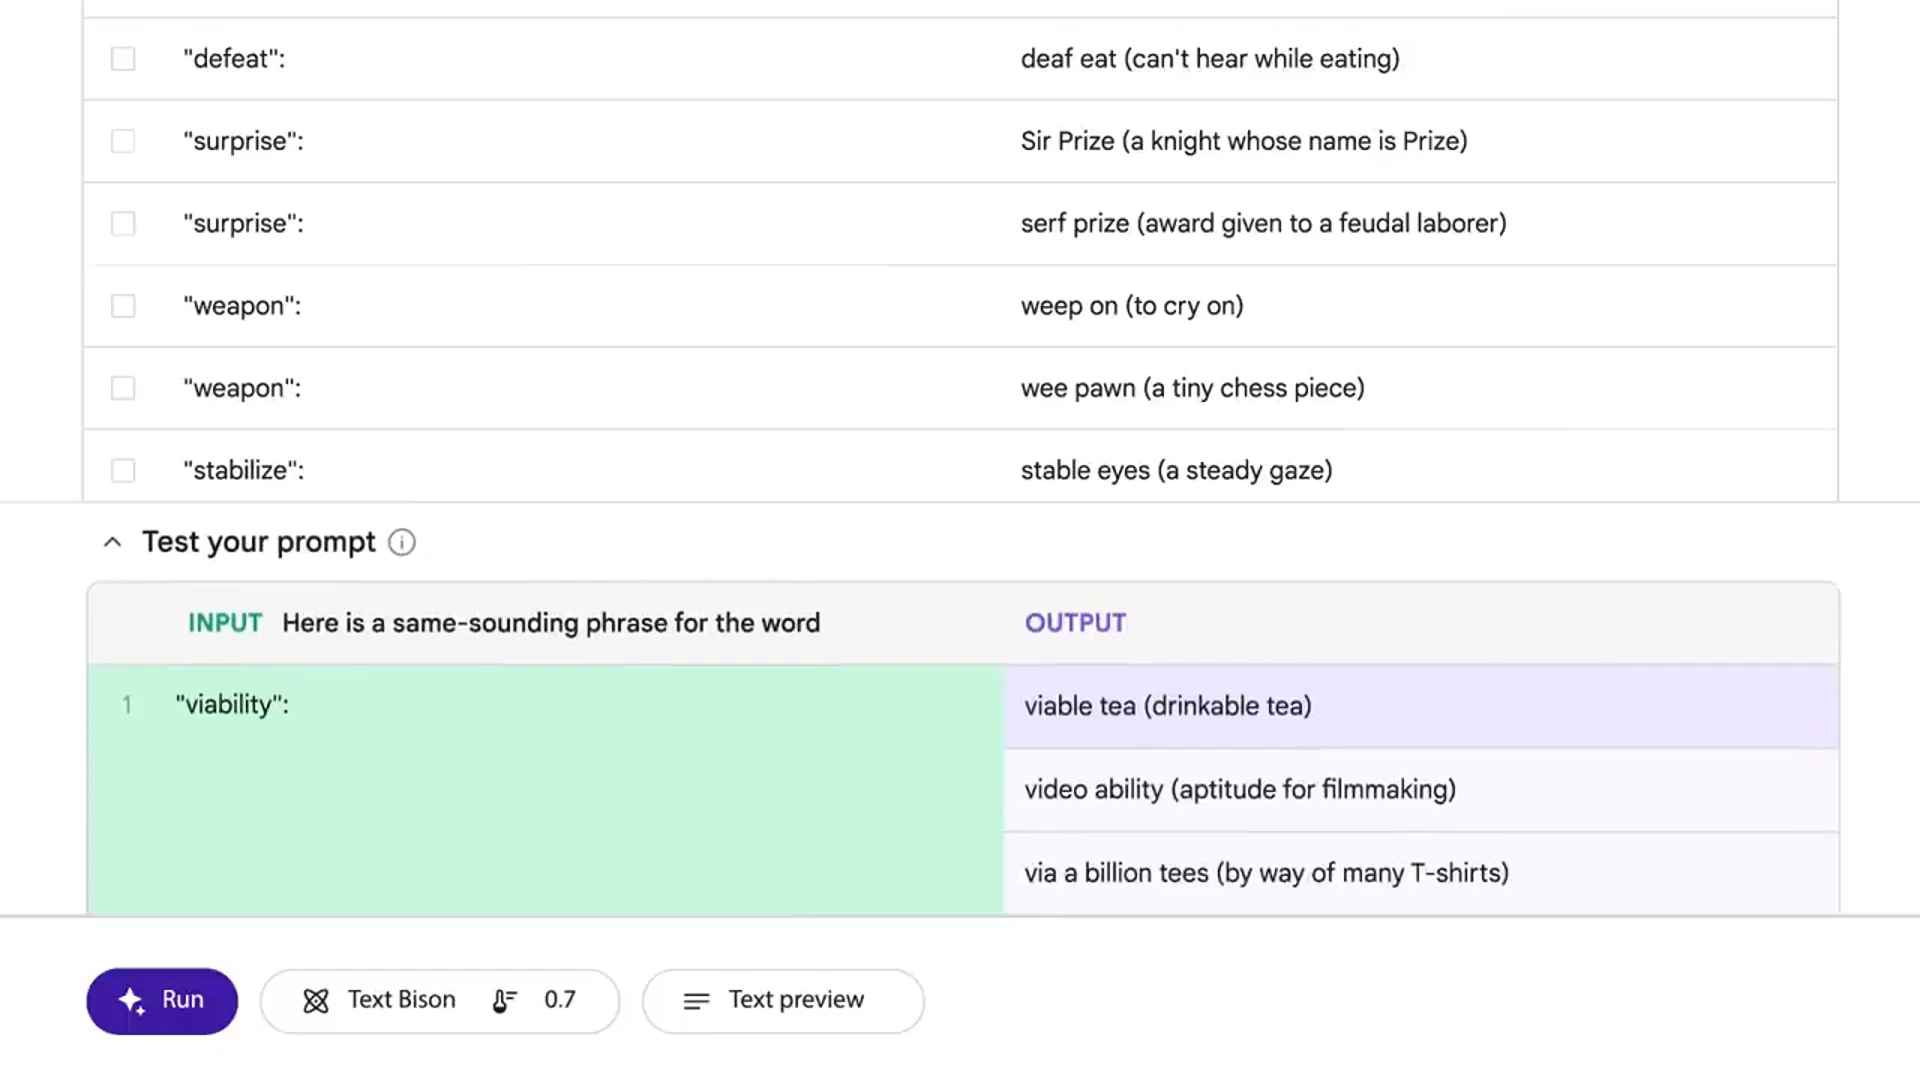 "defeat": deaf eat (can't hear while eating)
"surprise": Sir Prize (a knight whose name is Prize)
"surprise": serf prize (award given to a feudal laborer)
"weapon": weep on (to cry on)
"weapon": wee pawn (a tiny chess piece)
"stabilize": stable eyes (a steady gaze)
Test your prompt
INPUT Here is a same-sounding phrase for the word OUTPUT
1 "viability": viable tea (drinkable tea)
video ability (aptitude for filmmaking)
via a billion tees (by way of many T-shirts)
Run Text Bison 0.7 Text preview